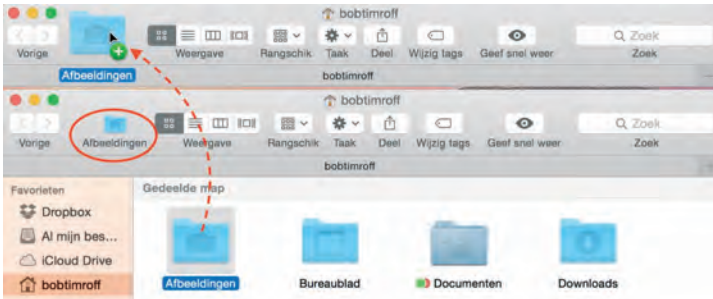 bobtimroff
Zoek
Vorige Weergave Rangschik Taak Deel Wijzig tags Geef snel weer Zoek
Afbeeldingen bobtimroff
bobtimroff
Zoek
Vorige Afbeeldingen Weergave Rangschik Taak Deel Wijzig tags Geef snel weer Zoek
bobtimroff
Favorieten Gedeelde map
Dropbox
Al mijn bes...
iCloud Drive
bobtimroff Afbeeldingen Bureaublad Documenten Downloads